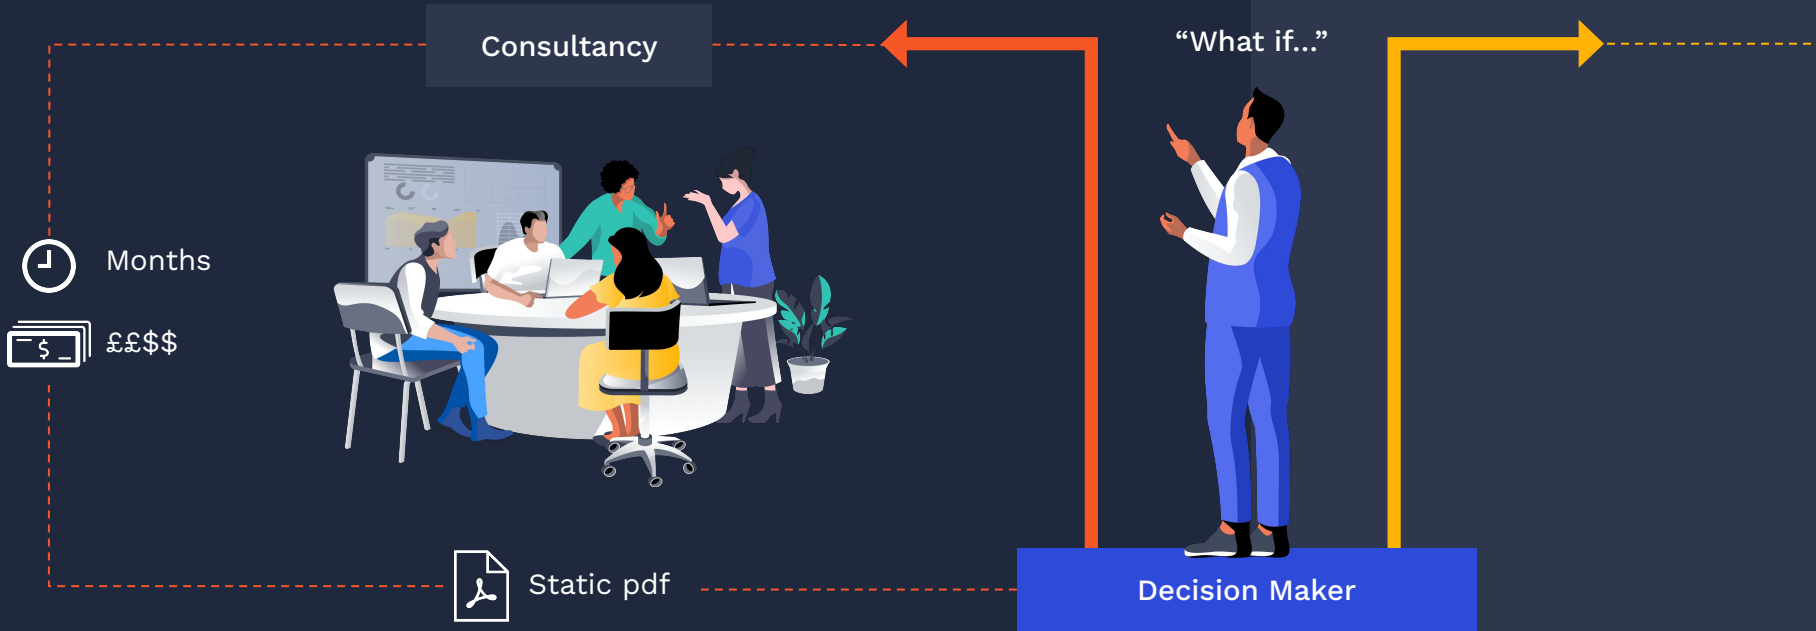 Consultancy
“What if...”
Months
$
££$$
Static pdf
Decision Maker